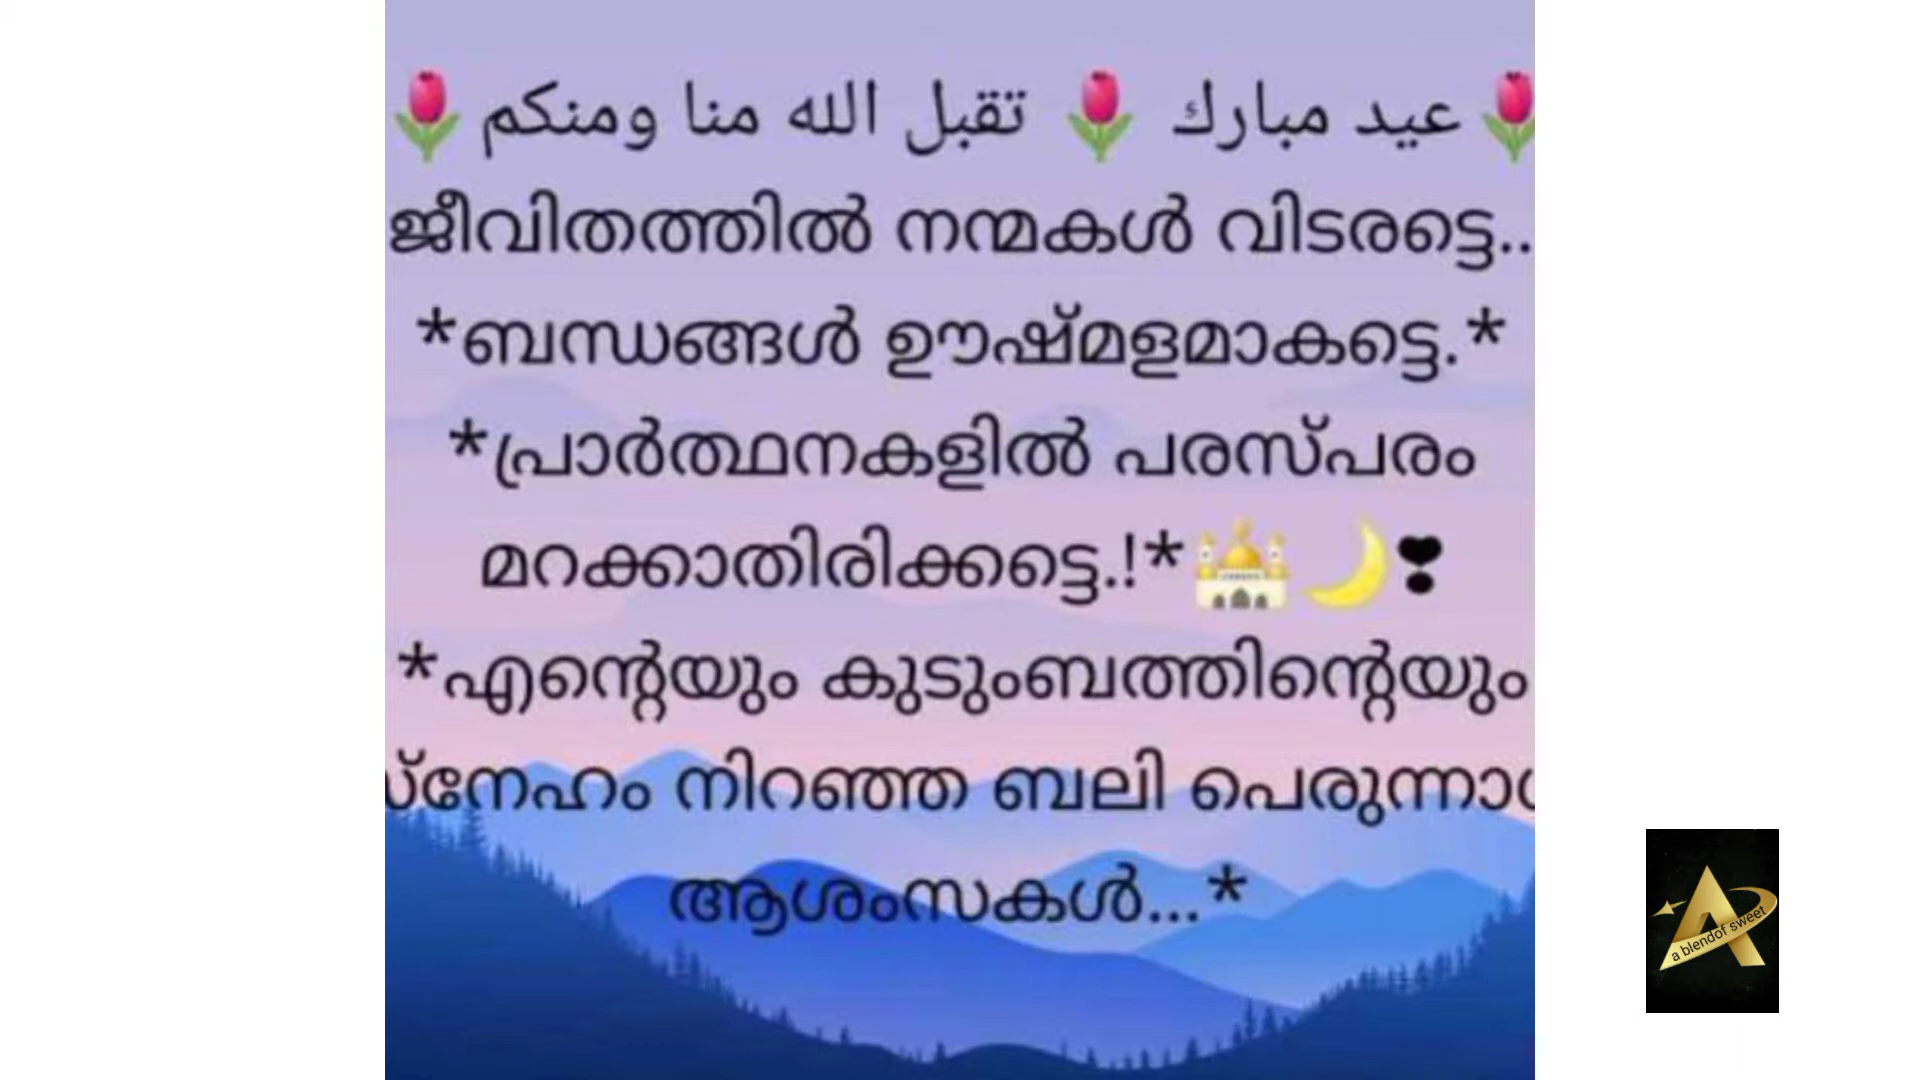 🌷عيد مبارك 🌷 تقبل الله منا ومنكم🌷
ജീവിതത്തിൽ നന്മകൾ വിടരട്ടെ..
*ബന്ധങ്ങൾ ഊഷ്മളമാകട്ടെ.*
*പ്രാർത്ഥനകളിൽ പരസ്പരം
മറക്കാതിരിക്കട്ടെ.!*🕌🌙❣
*എന്റെയും കുടുംബത്തിന്റെയും
സ്നേഹം നിറഞ്ഞ ബലി പെരുന്നാൾ
ആശംസകൾ...*
A
a blendof sweet